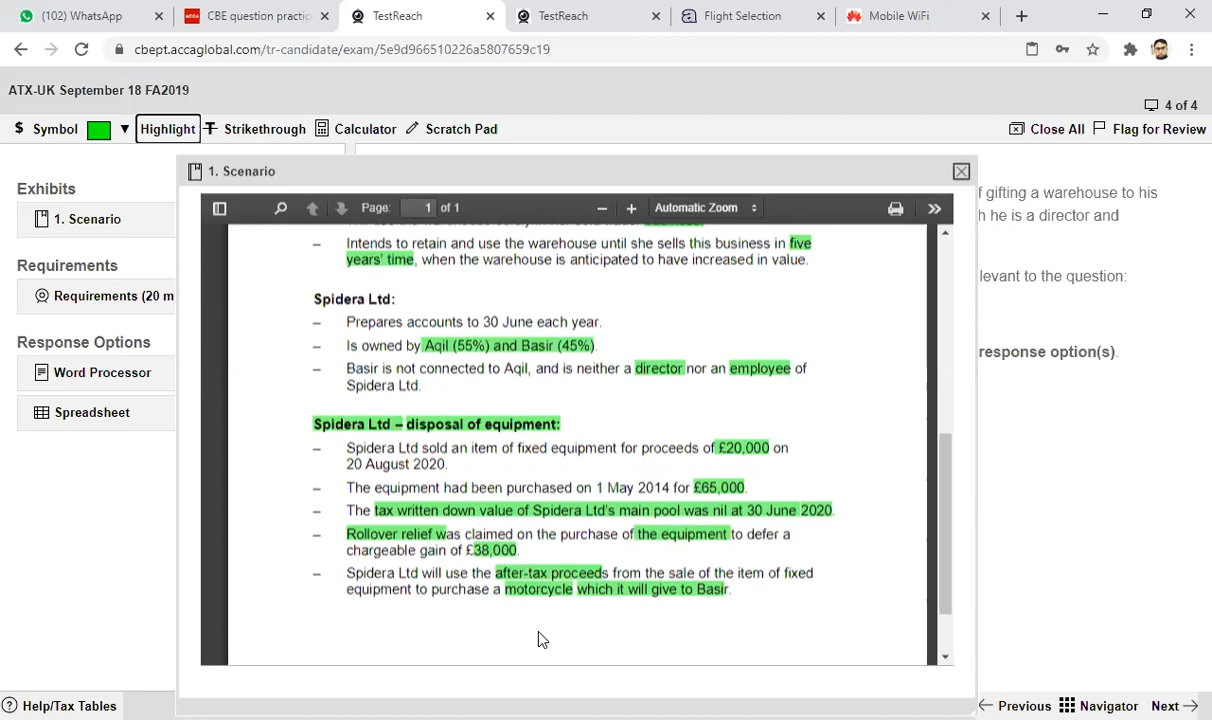 (102) WhatsApp
CBE question practic
TestReach
TestReach
Flight Selection
Mobile WiFi
cbept.accaglobal.com/tr-candidate/exam/5e9d966510226a5807659c19
ATX-UK September 18 FA2019
4 of 4
$ Symbol
Highlight
Strikethrough
Calculator
Scratch Pad
Close All
Flag for Review
Exhibits
1. Scenario
Requirements
Requirements (20 m
Response Options
Word Processor
Spreadsheet
f gifting a warehouse to his
h he is a director and
levant to the question:
response option(s).
1. Scenario
Page: 1 of 1
Automatic Zoom
– Intends to retain and use the warehouse until she sells this business in five
years' time, when the warehouse is anticipated to have increased in value.
Spidera Ltd:
– Prepares accounts to 30 June each year.
– Is owned by Aqil (55%) and Basir (45%).
– Basir is not connected to Aqil, and is neither a director nor an employee of
Spidera Ltd.
Spidera Ltd – disposal of equipment:
– Spidera Ltd sold an item of fixed equipment for proceeds of £20,000 on
20 August 2020.
– The equipment had been purchased on 1 May 2014 for £65,000.
– The tax written down value of Spidera Ltd's main pool was nil at 30 June 2020.
– Rollover relief was claimed on the purchase of the equipment to defer a
chargeable gain of £38,000.
– Spidera Ltd will use the after-tax proceeds from the sale of the item of fixed
equipment to purchase a motorcycle which it will give to Basir.
Help/Tax Tables
Previous
Navigator
Next